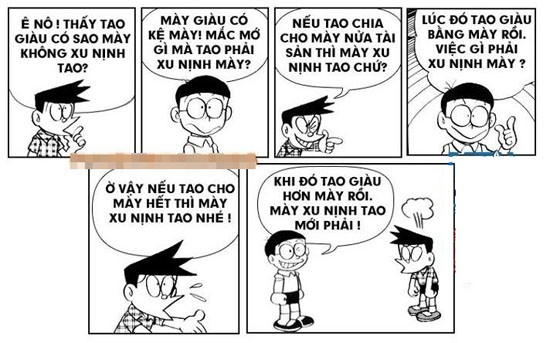 Ê NÔ! THẤY TAO
GIÀU CÓ SAO MÀY
KHÔNG XU NỊNH
TAO?
MÀY GIÀU CÓ
KỆ MÀY! MẮC MỚ
GÌ MÀ TAO PHẢI
XU NỊNH MÀY?
NẾU TAO CHIA
CHO MÀY NỬA TÀI
SẢN THÌ MÀY XU
NỊNH TAO CHỨ?
LÚC ĐÓ TAO GIÀU
BẰNG MÀY RỒI.
VIỆC GÌ PHẢI
XU NỊNH MÀY ?
Ờ VẬY NẾU TAO CHO
MÀY HẾT THÌ MÀY
XU NỊNH TAO NHÉ !
KHI ĐÓ TAO GIÀU
HƠN MÀY RỒI.
MÀY XU NỊNH TAO
MỚI PHẢI !